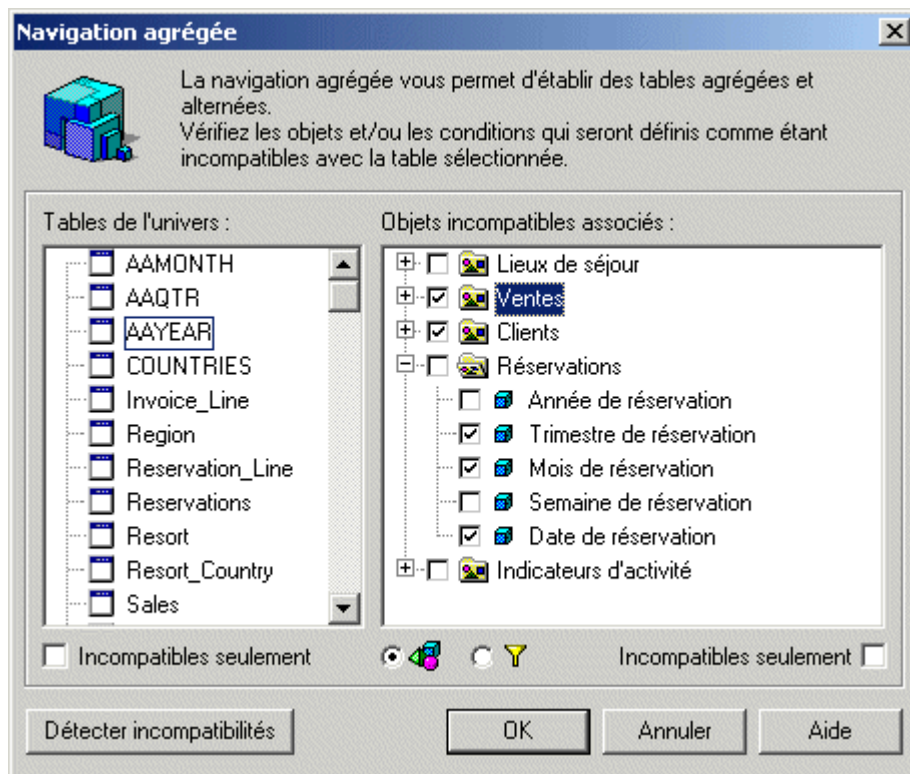 Navigation agrégée
La navigation agrégée vous permet d'établir des tables agrégées et
alternées.
Vérifiez les objets et/ou les conditions qui seront définis comme étant
incompatibles avec la table sélectionnée.
Tables de l'univers :
AAMONTH
AAQTR
AAYEAR
COUNTRIES
Invoice_Line
Region
Reservation_Line
Reservations
Resort
Resort_Country
Sales
Objets incompatibles associés :
Lieux de séjour
Ventes
Clients
Réservations
Année de réservation
Trimestre de réservation
Mois de réservation
Semaine de réservation
Date de réservation
Indicateurs d'activité
Incompatibles seulement
Incompatibles seulement
Détecter incompatibilités
OK
Annuler
Aide